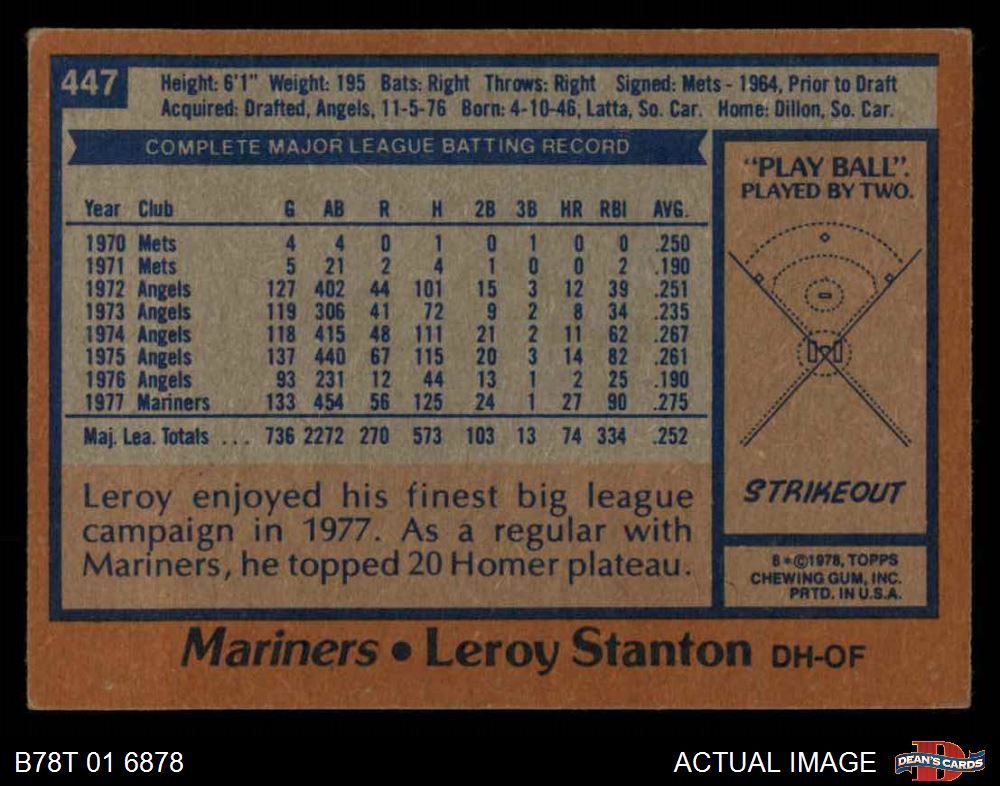 447
Height: 6'1" Weight: 195 Bats: Right Throws: Right Signed: Mets - 1964, Prior to Draft
Acquired: Drafted, Angels, 11-5-76 Born: 4-10-46, Latta, So. Car. Home: Dillon, So. Car.
COMPLETE MAJOR LEAGUE BATTING RECORD
Year Club G AB R H 2B 3B HR RBI AVG.
1970 Mets 4 4 0 1 0 1 0 0 .250
1971 Mets 5 21 2 4 1 0 0 2 .190
1972 Angels 127 402 44 101 15 3 12 39 .251
1973 Angels 119 306 41 72 9 2 8 34 .235
1974 Angels 118 415 48 111 21 2 11 62 .267
1975 Angels 137 440 67 115 20 3 14 82 .261
1976 Angels 93 231 12 44 13 1 2 25 .190
1977 Mariners 133 454 56 125 24 1 27 90 .275
Maj. Lea. Totals ... 736 2272 270 573 103 13 74 334 .252
Leroy enjoyed his finest big league
campaign in 1977. As a regular with
Mariners, he topped 20 Homer plateau.
"PLAY BALL".
PLAYED BY TWO.
STRIKEOUT
8*©1978, TOPPS
CHEWING GUM, INC.
PRTD. IN U.S.A.
Mariners • Leroy Stanton DH-OF
B78T 01 6878
ACTUAL IMAGE
D
DEAN'S CARDS